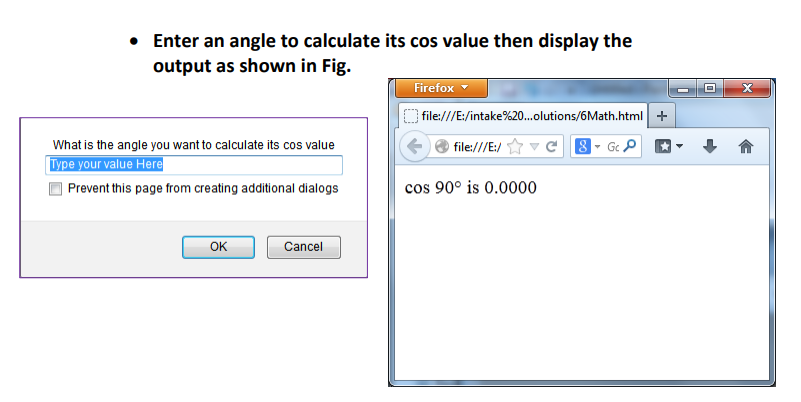 • Enter an angle to calculate its cos value then display the
output as shown in Fig.
What is the angle you want to calculate its cos value
Type your value Here
Prevent this page from creating additional dialogs
OK
Cancel
Firefox
file:///E:/intake%20...olutions/6Math.html
+
file:///E:/
8
Gc
cos 90° is 0.0000